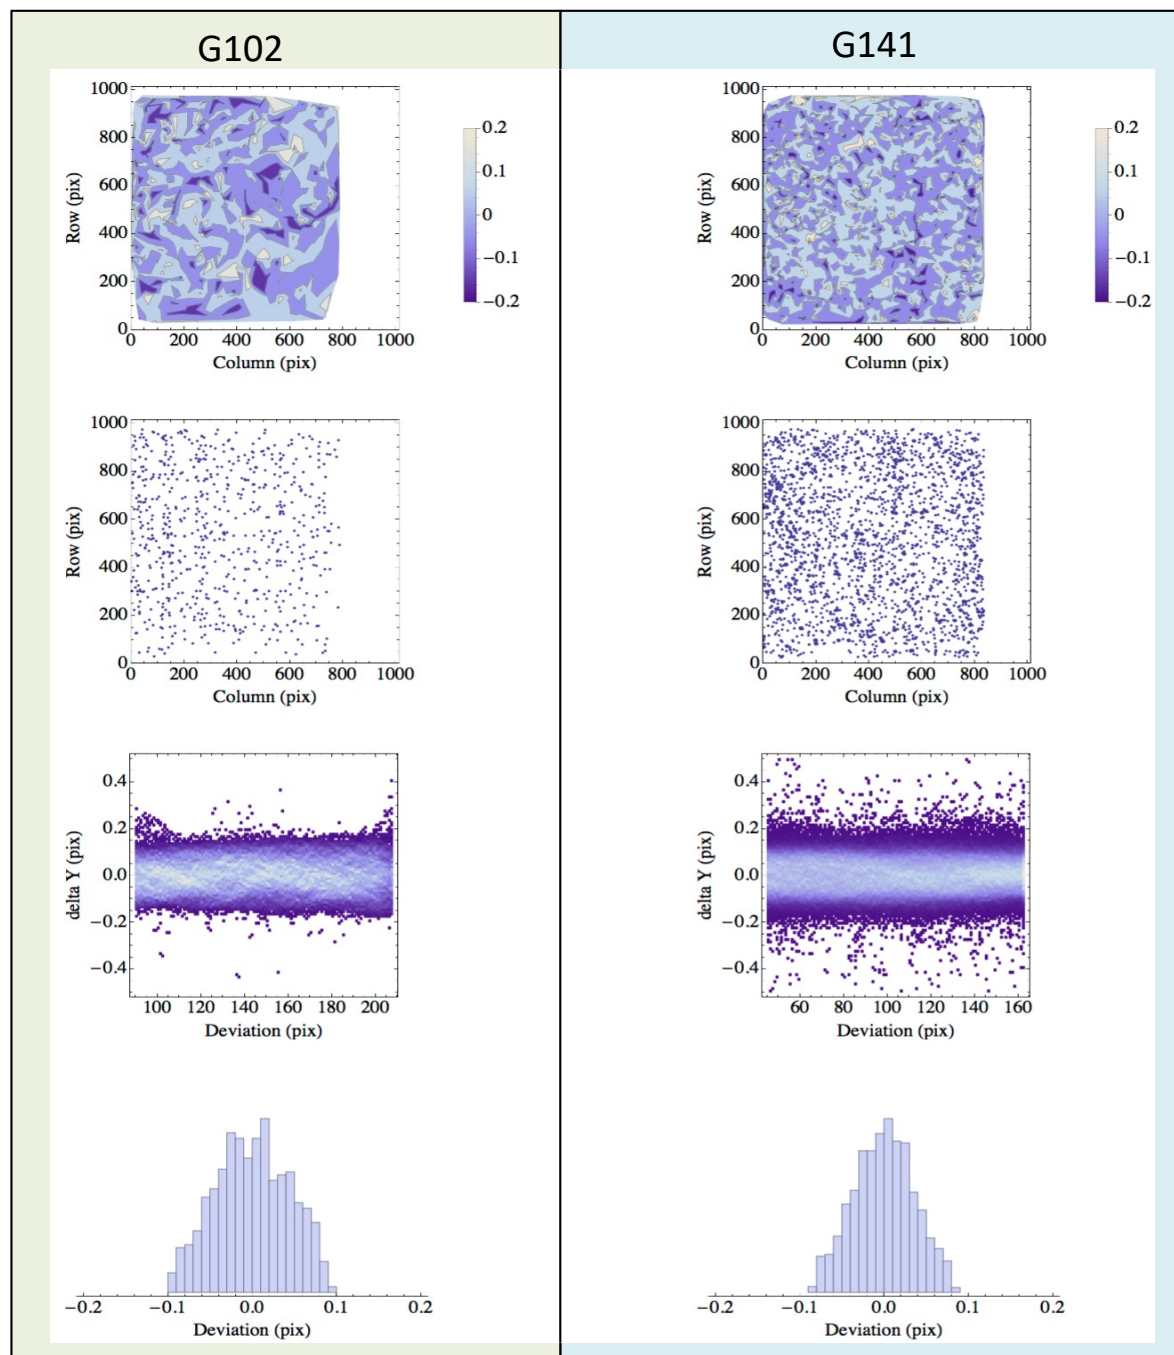 G102
G141
1000
800
600
400
200
0
Row (pix)
0 200 400 600 800 1000
Column (pix)
0.2
0.1
0
−0.1
−0.2
1000
800
600
400
200
0
Row (pix)
0 200 400 600 800 1000
Column (pix)
0.2
0.1
0
−0.1
−0.2
1000
800
600
400
200
0
Row (pix)
0 200 400 600 800 1000
Column (pix)
1000
800
600
400
200
0
Row (pix)
0 200 400 600 800 1000
Column (pix)
0.4
0.2
0.0
−0.2
−0.4
delta Y (pix)
100 120 140 160 180 200
Deviation (pix)
0.4
0.2
0.0
−0.2
−0.4
delta Y (pix)
60 80 100 120 140 160
Deviation (pix)
−0.2 −0.1 0.0 0.1 0.2
Deviation (pix)
−0.2 −0.1 0.0 0.1 0.2
Deviation (pix)